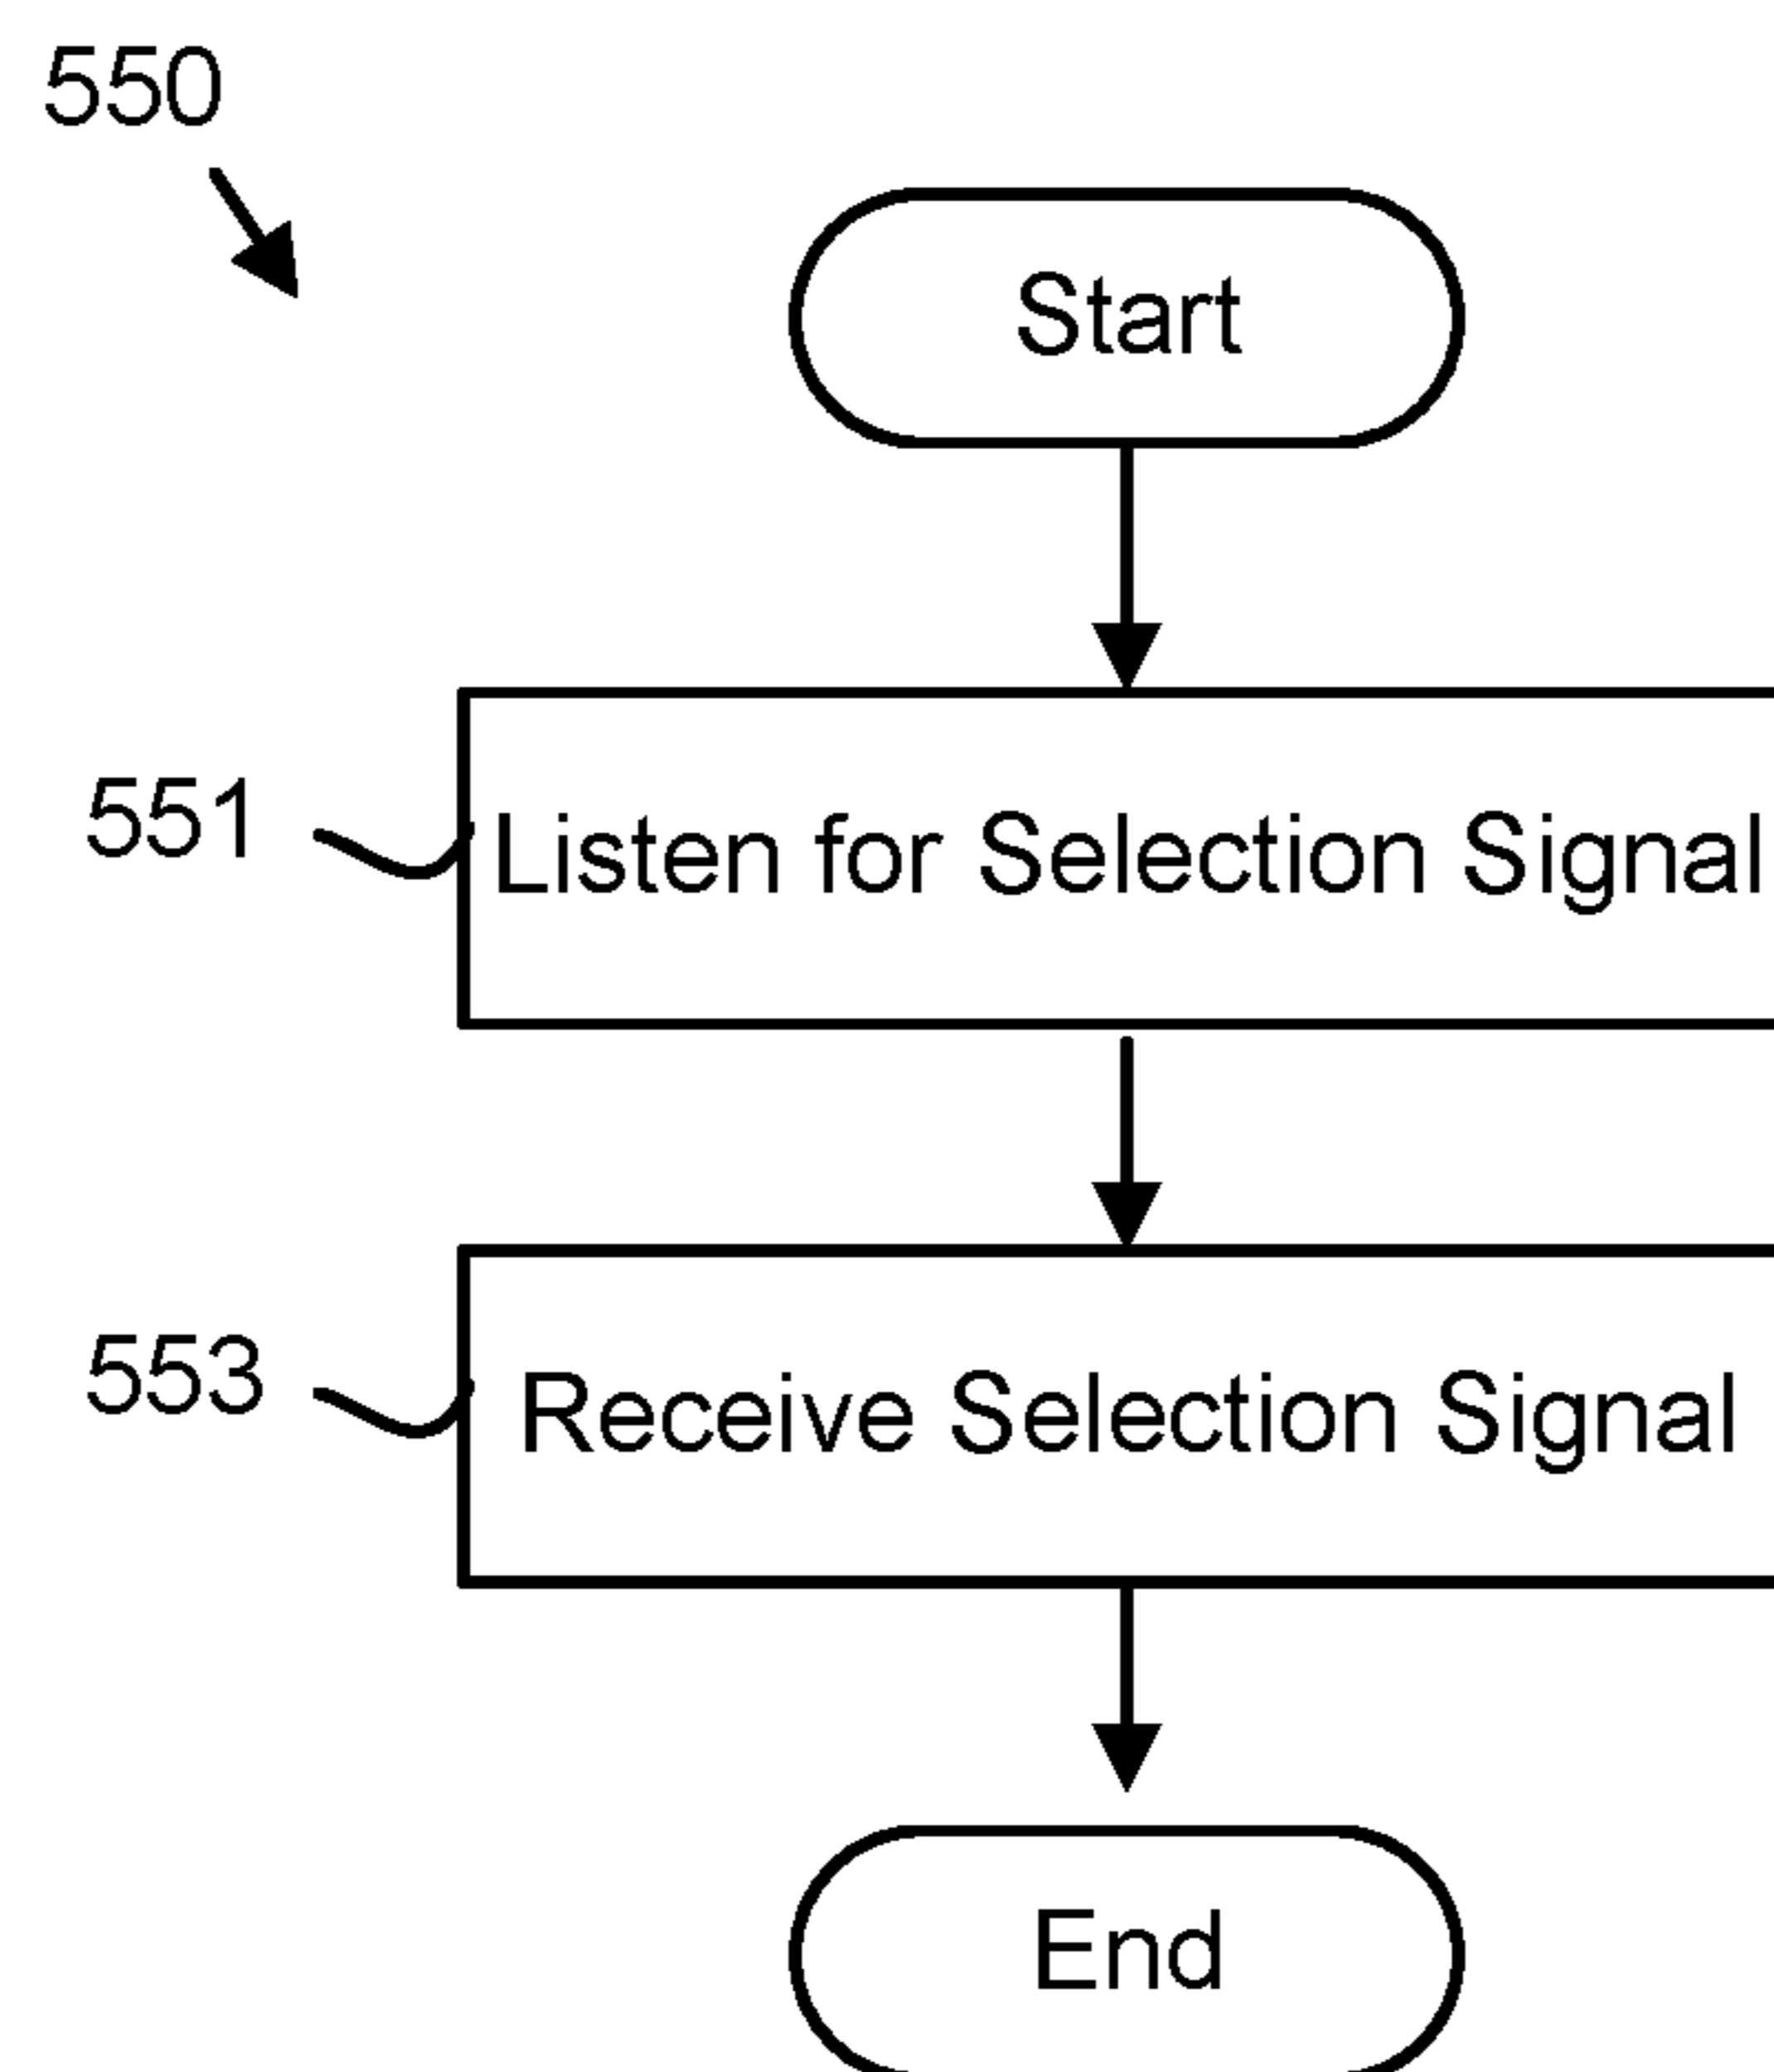 550
Start
551
Listen for Selection Signal
553
Receive Selection Signal
End